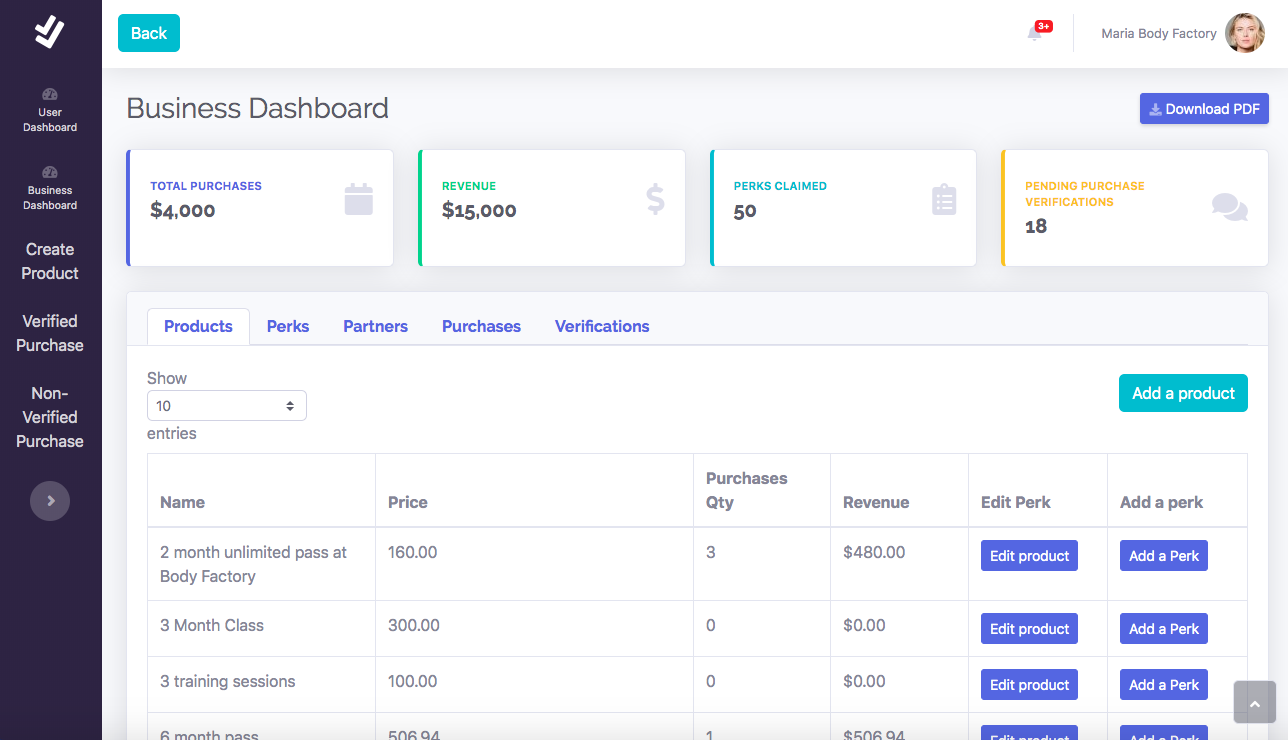 Back
3+
Maria Body Factory
User
Dashboard
Business
Dashboard
Create
Product
Verified
Purchase
Non-
Verified
Purchase
Business Dashboard
Download PDF
TOTAL PURCHASES
$4,000
REVENUE
$15,000
PERKS CLAIMED
50
PENDING PURCHASE
VERIFICATIONS
18
Products Perks Partners Purchases Verifications
Show
10
entries
Add a product
Name Price Purchases Qty Revenue Edit Perk Add a perk
2 month unlimited pass at
Body Factory
160.00 3 $480.00 Edit product Add a Perk
3 Month Class 300.00 0 $0.00 Edit product Add a Perk
3 training sessions 100.00 0 $0.00 Edit product Add a Perk
6 month pass 506.94 1 $506.94 Edit product Add a Perk